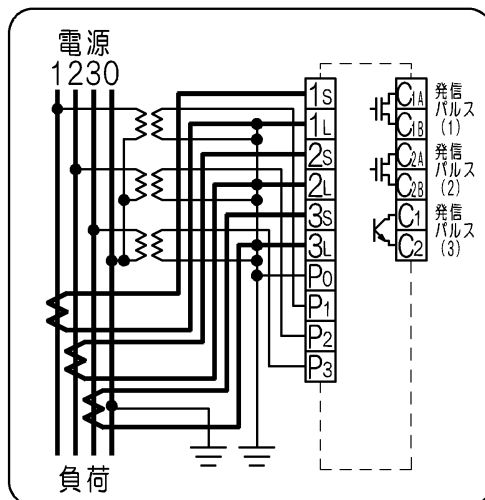 電源
1230
1S
1L
2S
2L
3S
3L
P0
P1
P2
P3
C1A
C1B
C2A
C2B
C1
C2
発信
パルス
(1)
発信
パルス
(2)
発信
パルス
(3)
負荷